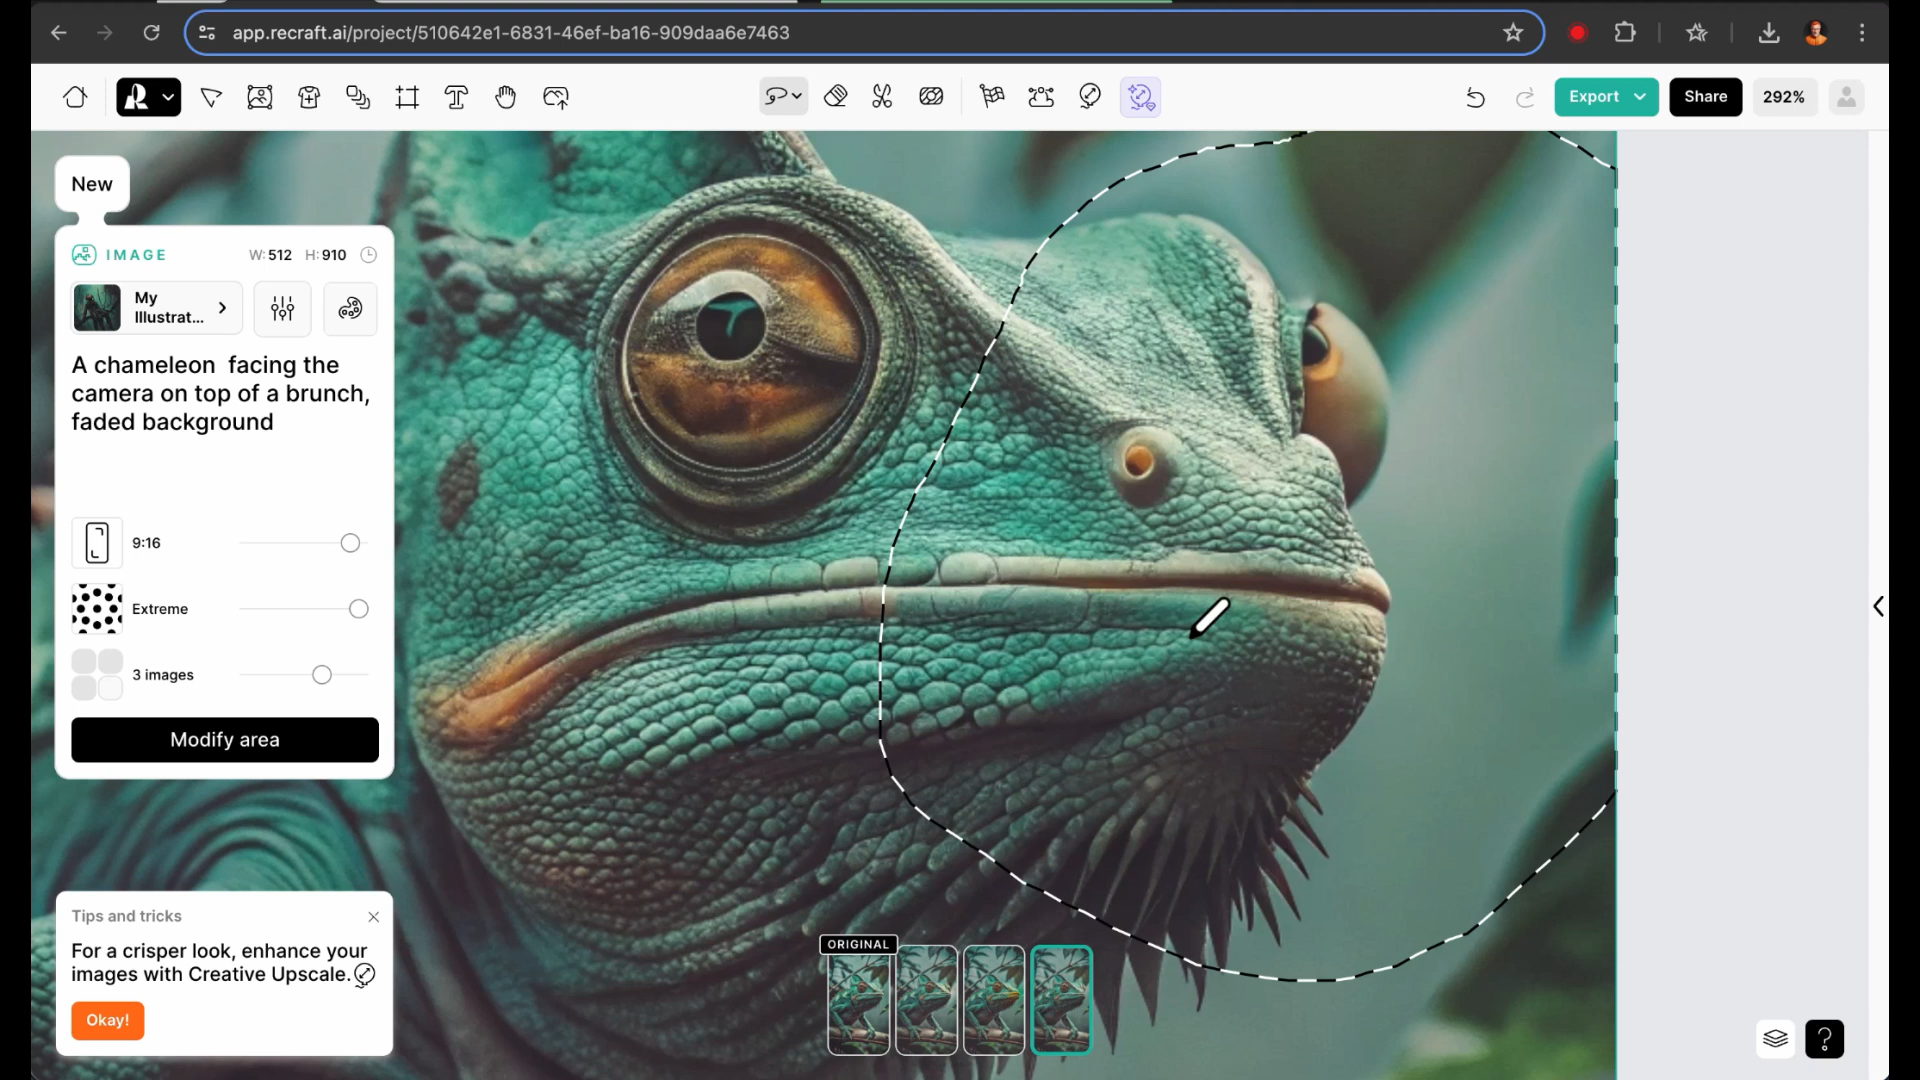 app.recraft.ai/project/510642e1-6831-46ef-ba16-909daa6e7463
Export
Share
292%
New
IMAGE W: 512 H: 910
My
Illustrat...
A chameleon  facing the
camera on top of a brunch,
faded background
9:16
Extreme
3 images
Modify area
Tips and tricks
For a crisper look, enhance your
images with Creative Upscale.
Okay!
ORIGINAL
?